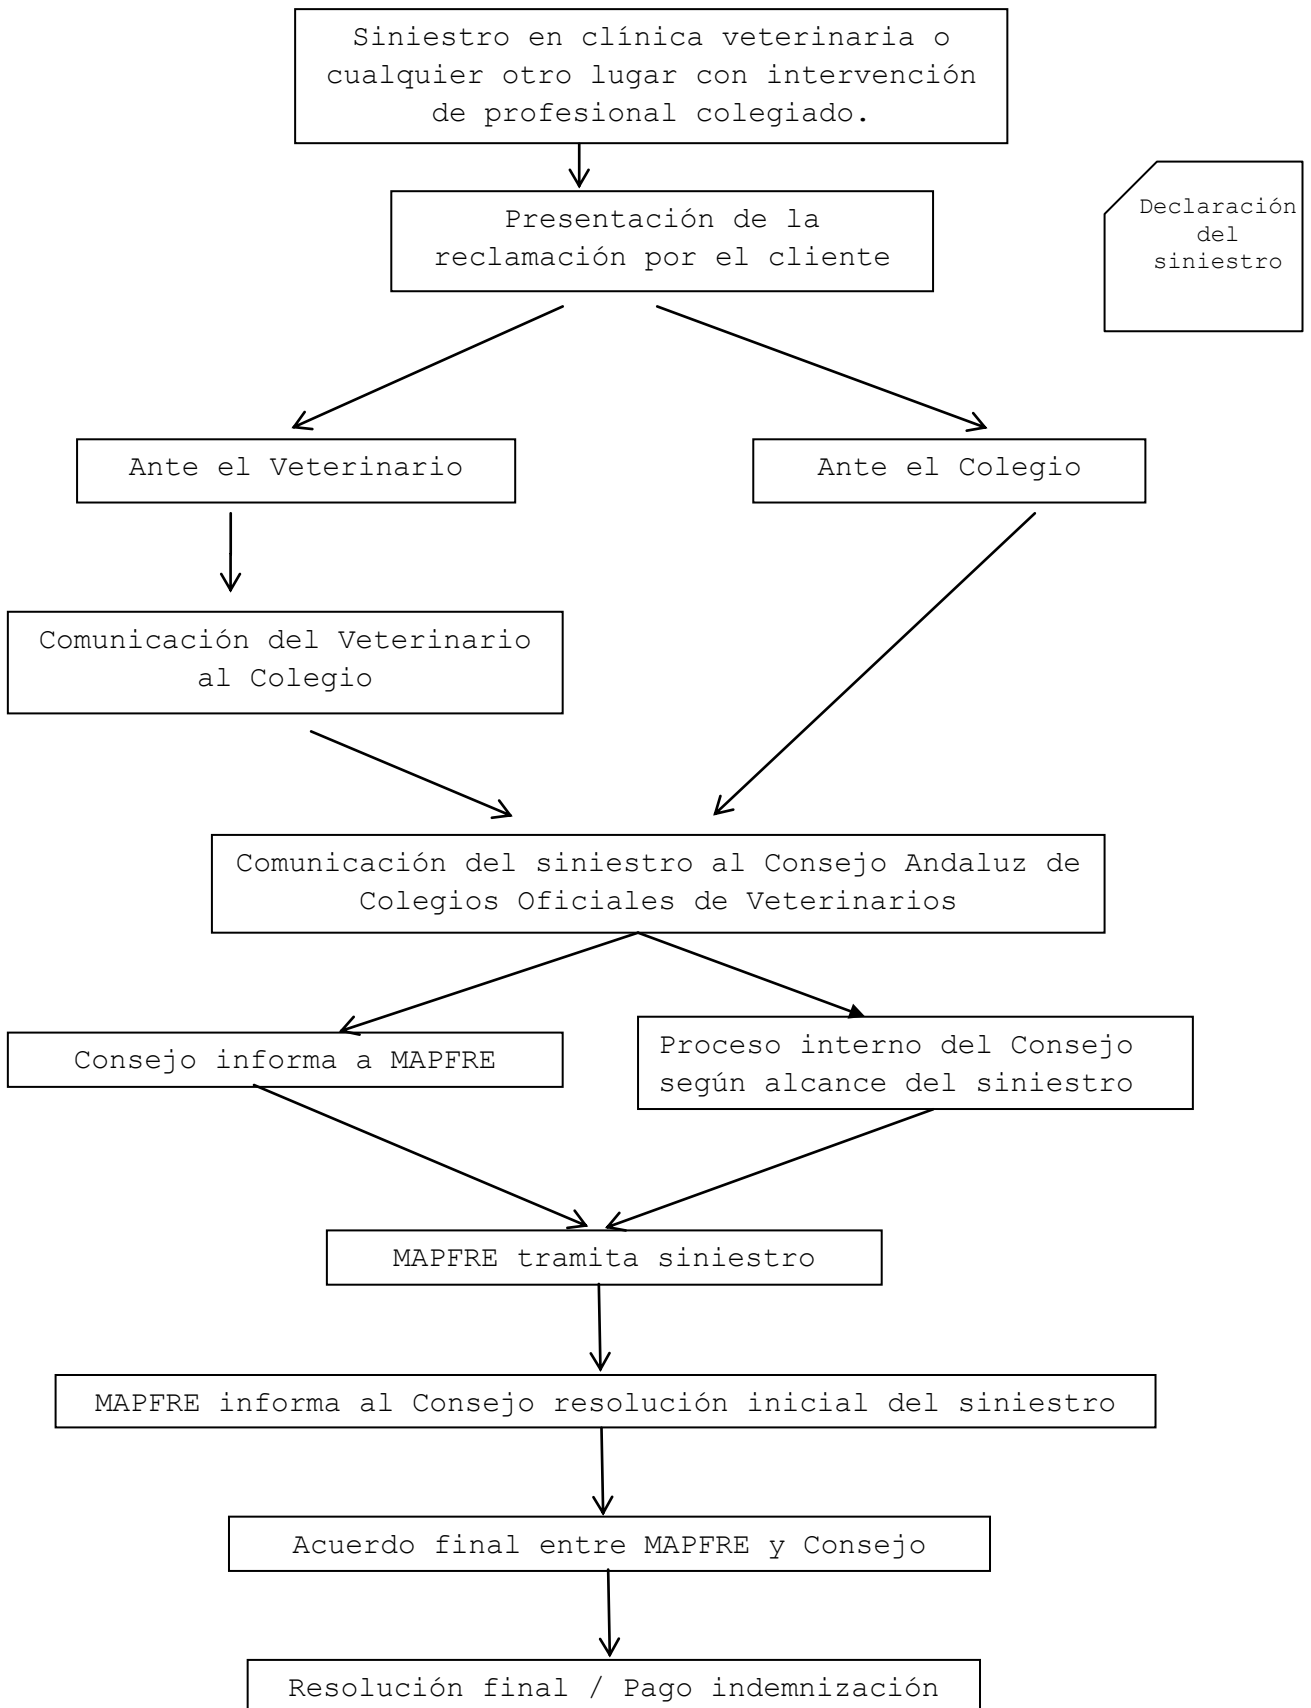 Siniestro en clínica veterinaria o
cualquier otro lugar con intervención
de profesional colegiado.
Presentación de la
reclamación por el cliente
Declaración
del
siniestro
Ante el Veterinario
Ante el Colegio
Comunicación del Veterinario
al Colegio
Comunicación del siniestro al Consejo Andaluz de
Colegios Oficiales de Veterinarios
Consejo informa a MAPFRE
Proceso interno del Consejo
según alcance del siniestro
MAPFRE tramita siniestro
MAPFRE informa al Consejo resolución inicial del siniestro
Acuerdo final entre MAPFRE y Consejo
Resolución final / Pago indemnización